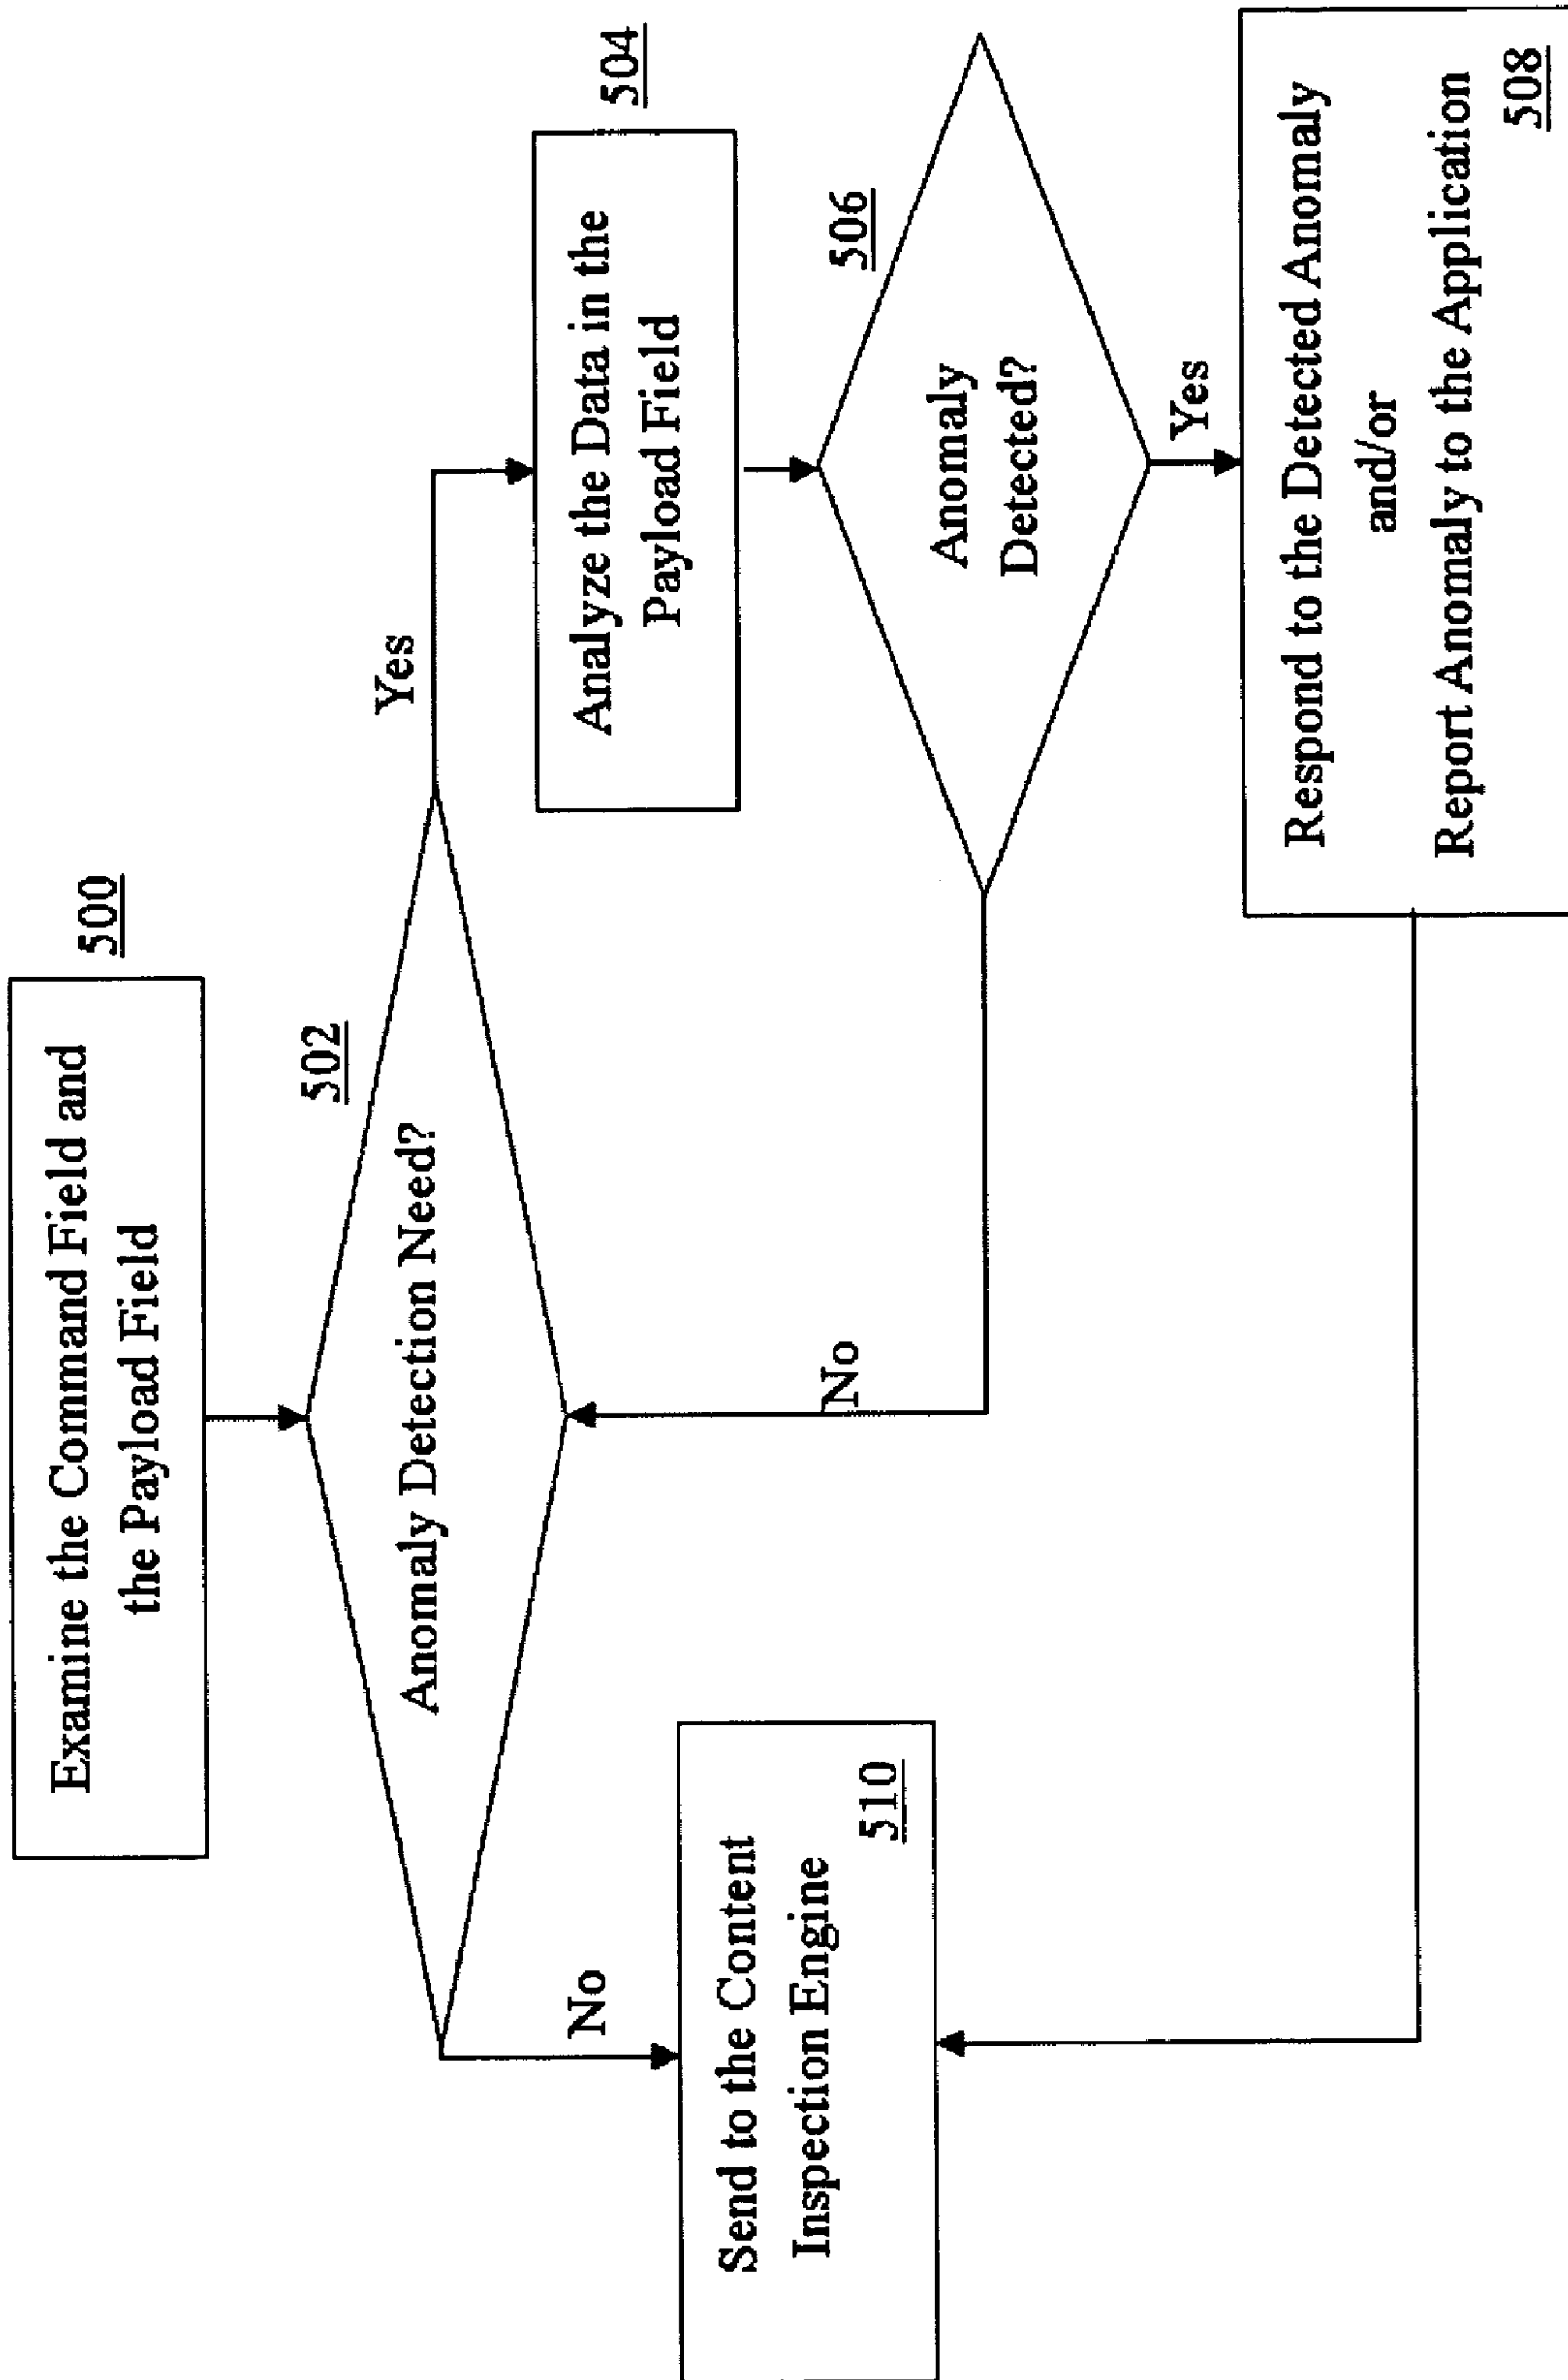 Examine the Command Field and
the Payload Field
500
502
Anomaly Detection Need?
Yes
504
Analyze the Data in the
Payload Field
506
Anomaly
Detected?
No
Yes
Respond to the Detected Anomaly
and/or
Report Anomaly to the Application
508
No
Send to the Content
Inspection Engine
510